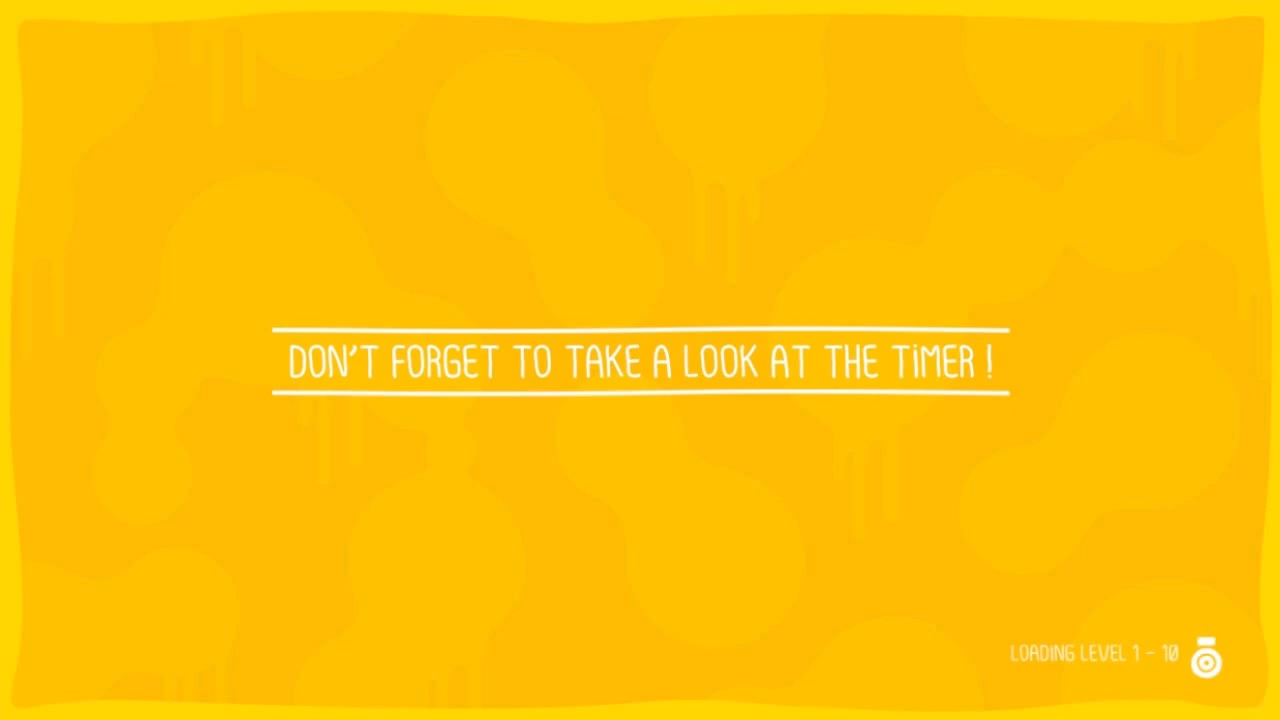 DON'T FORGET TO TAKE A LOOK AT THE TiMER !
LOADING LEVEL 1 - 10